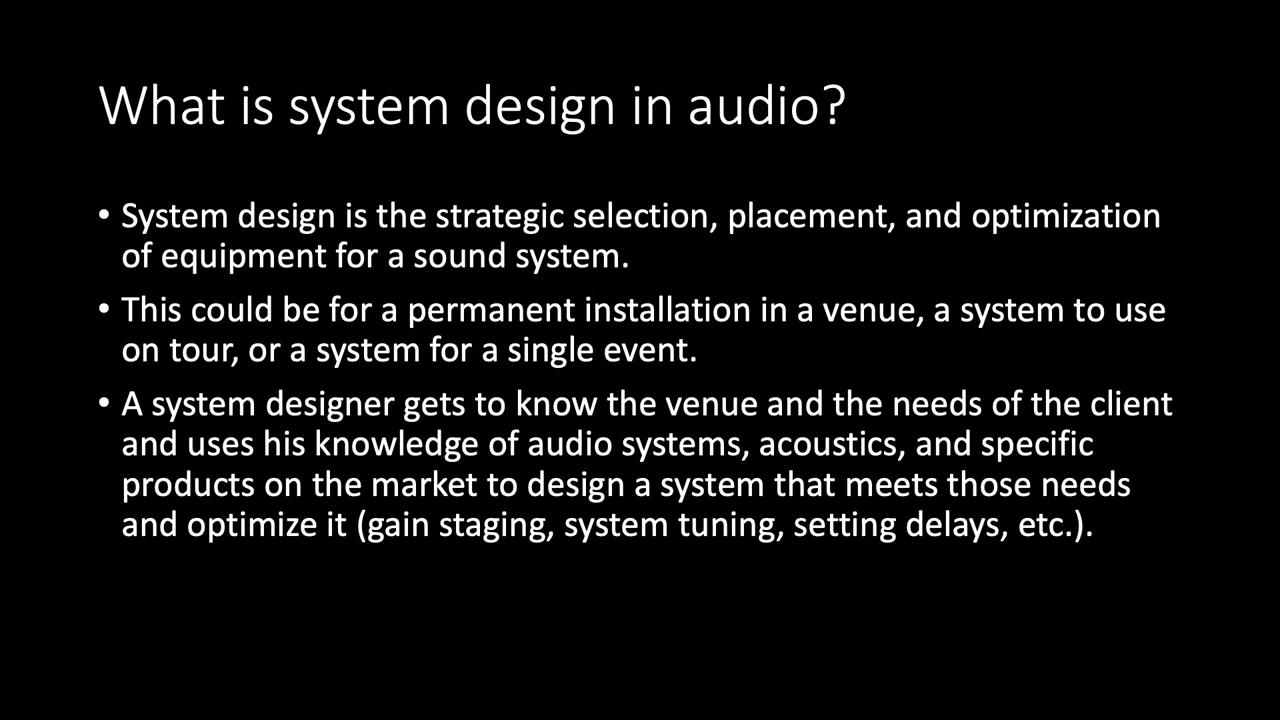 What is system design in audio?
• System design is the strategic selection, placement, and optimization
of equipment for a sound system.
• This could be for a permanent installation in a venue, a system to use
on tour, or a system for a single event.
• A system designer gets to know the venue and the needs of the client
and uses his knowledge of audio systems, acoustics, and specific
products on the market to design a system that meets those needs
and optimize it (gain staging, system tuning, setting delays, etc.).